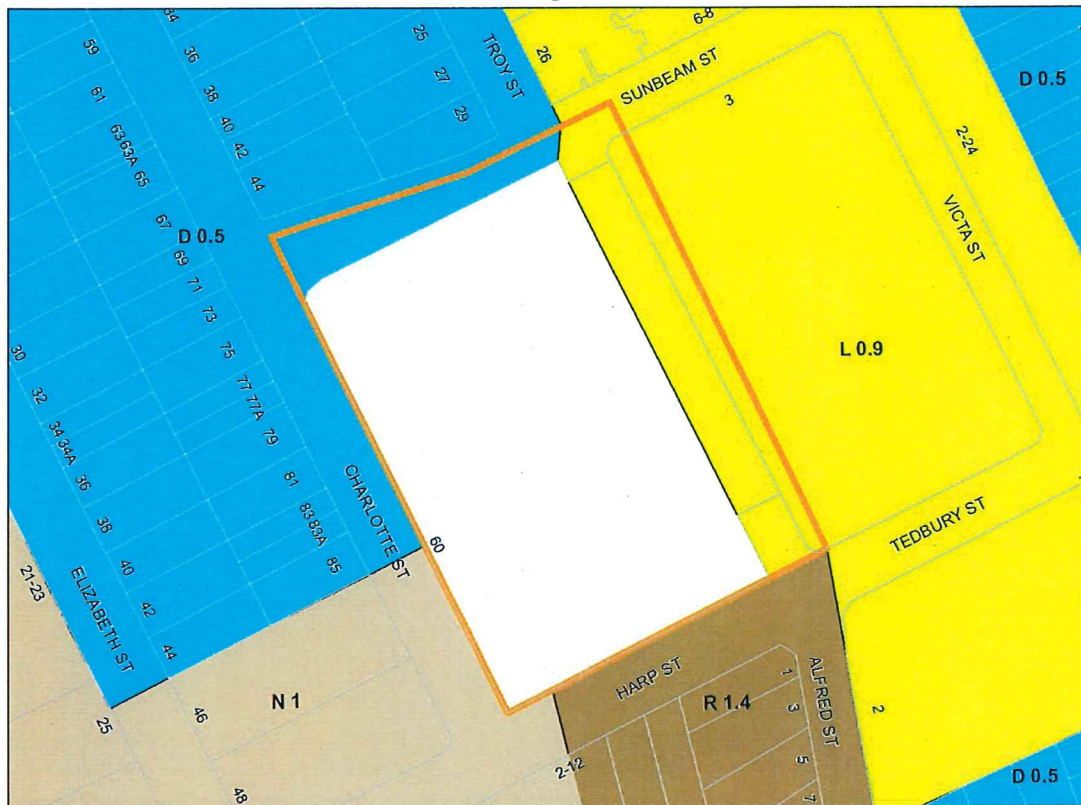 34
36
38
40
42
44
59
61
63
63A
65
67
69
71
73
75
77
77A
79
81
83
83A
85
25
27
29
TROY ST
26
6-8
SUNBEAM ST
3
2-24
VICTA ST
D 0.5
D 0.5
L 0.9
TEDBURY ST
CHARLOTTE ST
60
30
32
34
34A
36
38
40
42
44
46
48
21-23
ELIZABETH ST
25
N 1
HARP ST
R 1.4
ALFRED ST
1
3
5
7
2
2-12
D 0.5